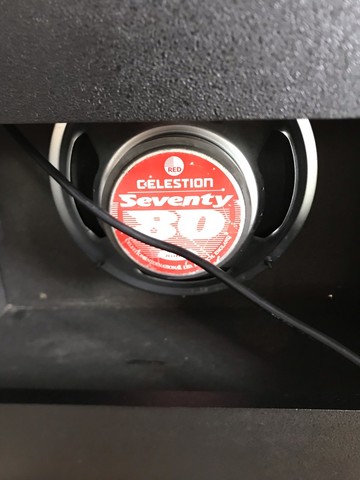 RED
CELESTION
Seventy
80